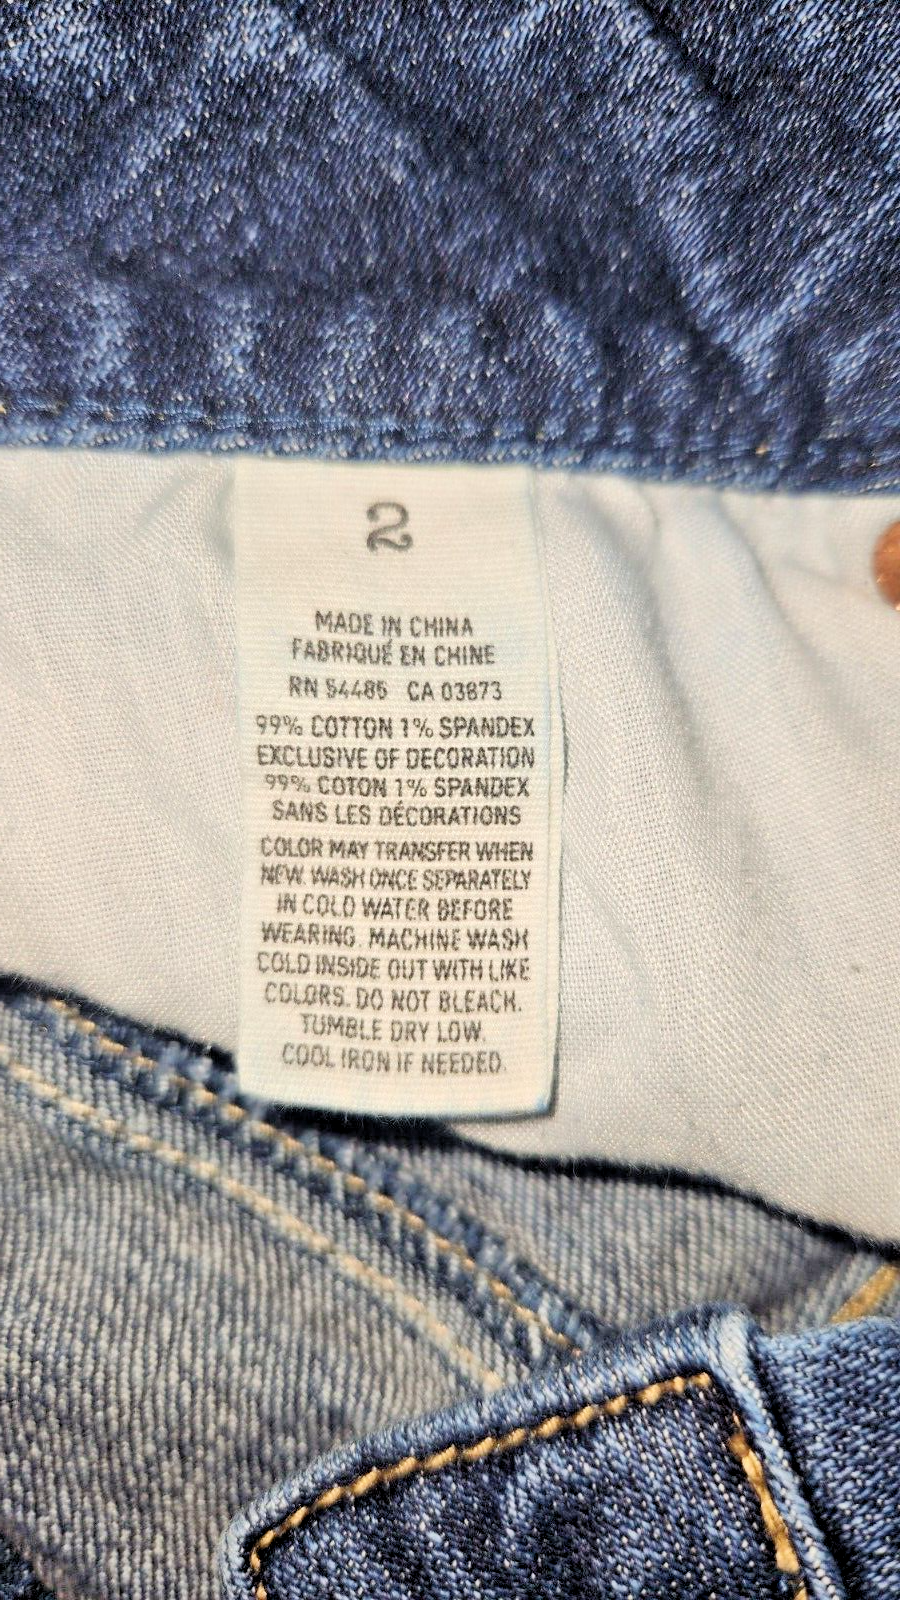 2
MADE IN CHINA
FABRIQUÉ EN CHINE
RN 54485 CA 03873
99% COTTON 1% SPANDEX
EXCLUSIVE OF DECORATION
99% COTON 1% SPANDEX
SANS LES DÉCORATIONS
COLOR MAY TRANSFER WHEN
NEW. WASH ONCE SEPARATELY
IN COLD WATER BEFORE
WEARING. MACHINE WASH
COLD INSIDE OUT WITH LIKE
COLORS. DO NOT BLEACH.
TUMBLE DRY LOW.
COOL IRON IF NEEDED.